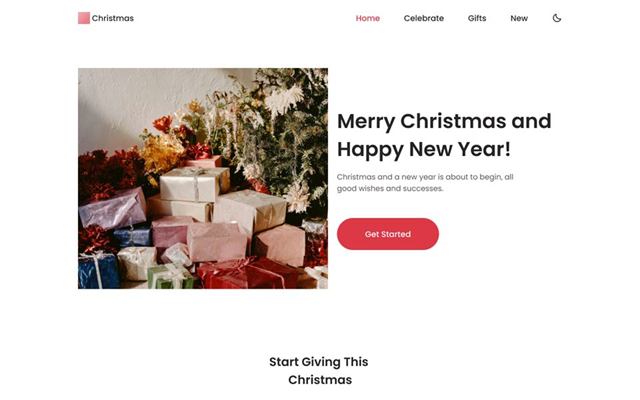 Christmas
Home
Celebrate
Gifts
New
Merry Christmas and
Happy New Year!
Christmas and a new year is about to begin, all
good wishes and successes.
Get Started
Start Giving This
Christmas